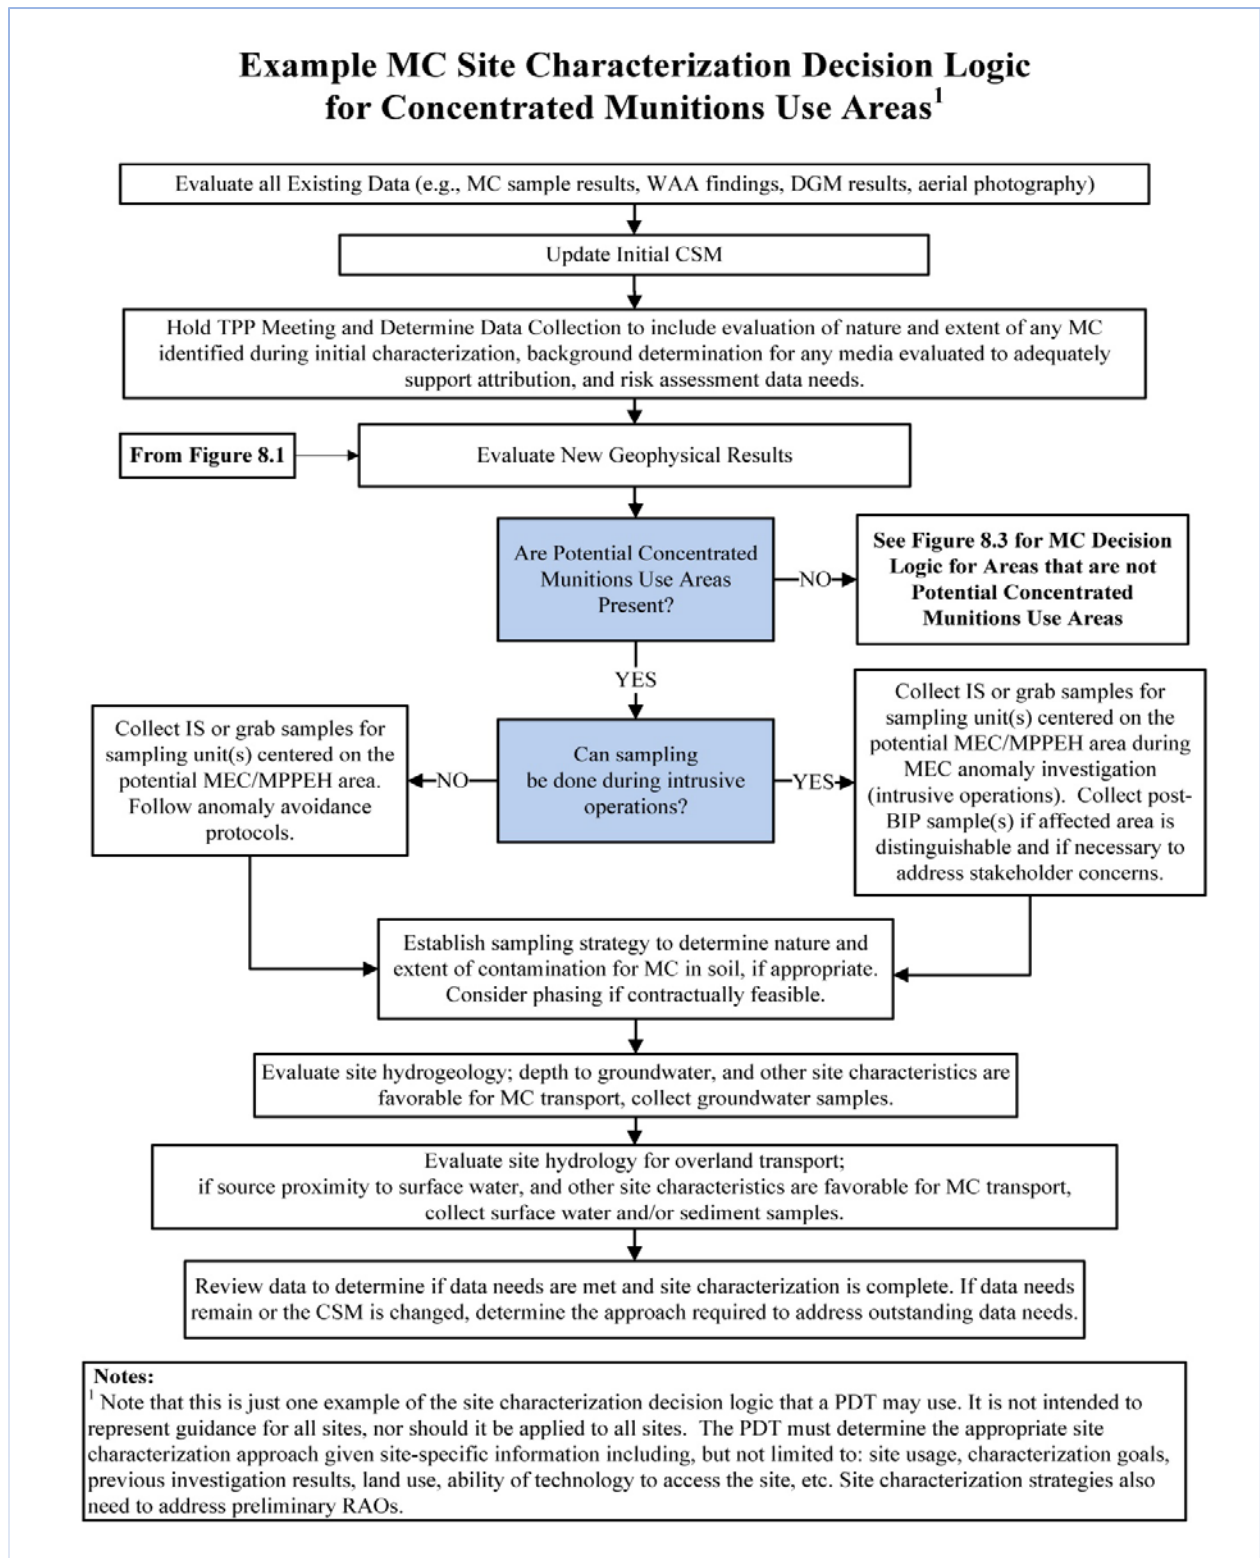 Example MC Site Characterization Decision Logic
for Concentrated Munitions Use Areas1
Evaluate all Existing Data (e.g., MC sample results, WAA findings, DGM results, aerial photography)
Update Initial CSM
Hold TPP Meeting and Determine Data Collection to include evaluation of nature and extent of any MC
identified during initial characterization, background determination for any media evaluated to adequately
support attribution, and risk assessment data needs.
From Figure 8.1
Evaluate New Geophysical Results
Are Potential Concentrated
Munitions Use Areas
Present?
NO
See Figure 8.3 for MC Decision
Logic for Areas that are not
Potential Concentrated
Munitions Use Areas
YES
Collect IS or grab samples for
sampling unit(s) centered on the
potential MEC/MPPEH area.
Follow anomaly avoidance
protocols.
NO
Can sampling
be done during intrusive
operations?
YES
Collect IS or grab samples for
sampling unit(s) centered on the
potential MEC/MPPEH area during
MEC anomaly investigation
(intrusive operations).  Collect post-
BIP sample(s) if affected area is
distinguishable and if necessary to
address stakeholder concerns.
Establish sampling strategy to determine nature and
extent of contamination for MC in soil, if appropriate.
Consider phasing if contractually feasible.
Evaluate site hydrogeology; depth to groundwater, and other site characteristics are
favorable for MC transport, collect groundwater samples.
Evaluate site hydrology for overland transport;
if source proximity to surface water, and other site characteristics are favorable for MC transport,
collect surface water and/or sediment samples.
Review data to determine if data needs are met and site characterization is complete. If data needs
remain or the CSM is changed, determine the approach required to address outstanding data needs.
Notes:
1 Note that this is just one example of the site characterization decision logic that a PDT may use. It is not intended to
represent guidance for all sites, nor should it be applied to all sites.  The PDT must determine the appropriate site
characterization approach given site-specific information including, but not limited to: site usage, characterization goals,
previous investigation results, land use, ability of technology to access the site, etc. Site characterization strategies also
need to address preliminary RAOs.